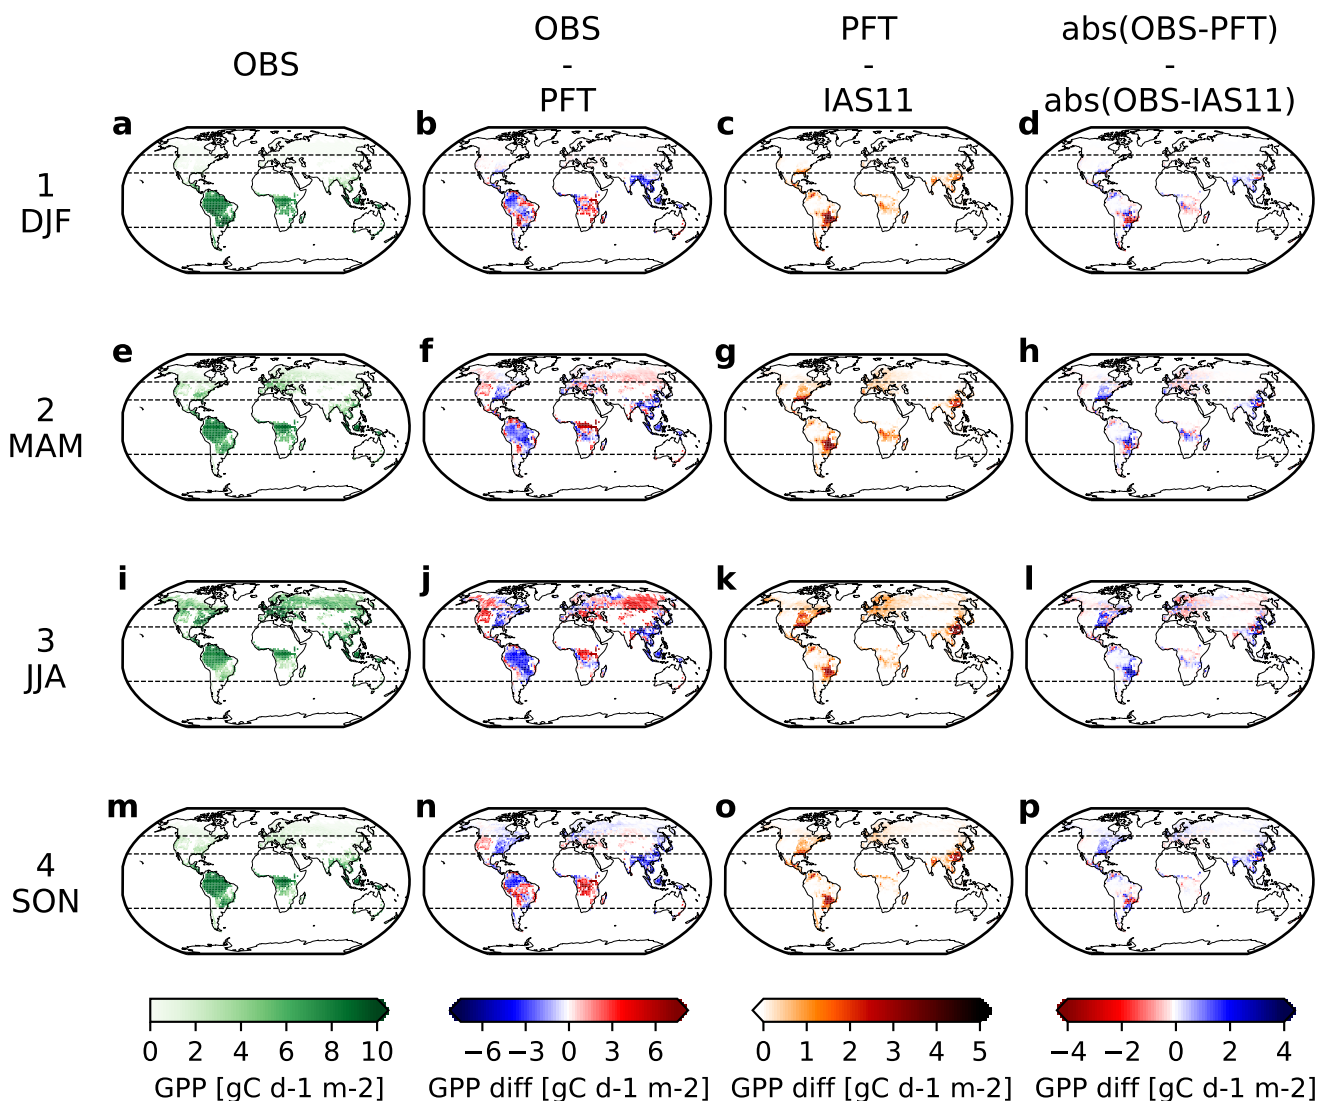 OBS
OBS
-
PFT
PFT
-
IAS11
abs(OBS-PFT)
-
abs(OBS-IAS11)
1
DJF
a
b
c
d
2
MAM
e
f
g
h
3
JJA
i
j
k
l
4
SON
m
n
o
p
0 2 4 6 8 10
GPP [gC d-1 m-2]
−6 −3 0 3 6
GPP diff [gC d-1 m-2]
0 1 2 3 4 5
GPP diff [gC d-1 m-2]
−4 −2 0 2 4
GPP diff [gC d-1 m-2]